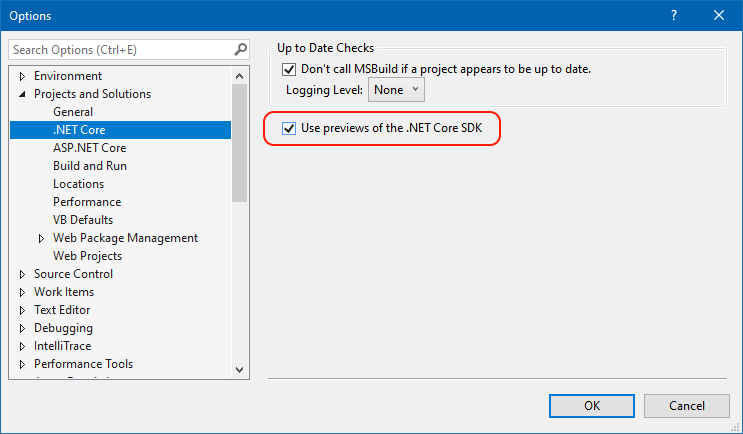 Options
?
Search Options (Ctrl+E)
Environment
Projects and Solutions
General
.NET Core
ASP.NET Core
Build and Run
Locations
Performance
VB Defaults
Web Package Management
Web Projects
Source Control
Work Items
Text Editor
Debugging
IntelliTrace
Performance Tools
Up to Date Checks
Don't call MSBuild if a project appears to be up to date.
Logging Level: None
Use previews of the .NET Core SDK
OK Cancel